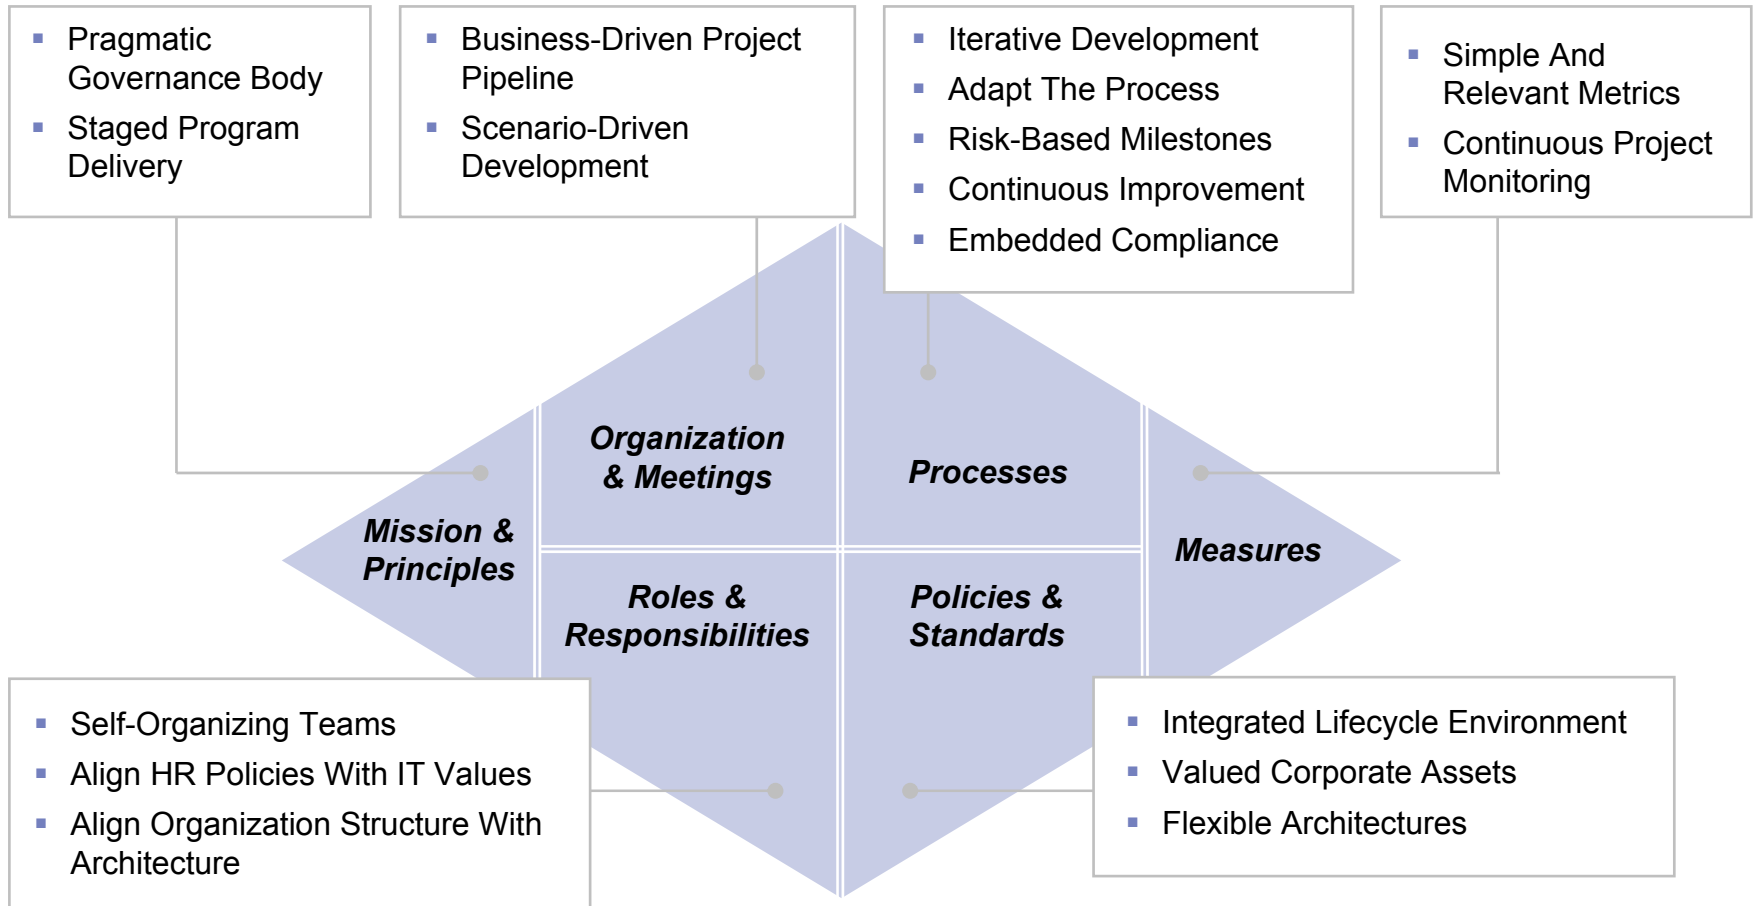 Pragmatic
Governance Body
Staged Program
Delivery
Business-Driven Project
Pipeline
Scenario-Driven
Development
Iterative Development
Adapt The Process
Risk-Based Milestones
Continuous Improvement
Embedded Compliance
Simple And
Relevant Metrics
Continuous Project
Monitoring
Organization
& Meetings
Processes
Mission &
Principles
Measures
Roles &
Responsibilities
Policies &
Standards
Self-Organizing Teams
Align HR Policies With IT Values
Align Organization Structure With
Architecture
Integrated Lifecycle Environment
Valued Corporate Assets
Flexible Architectures